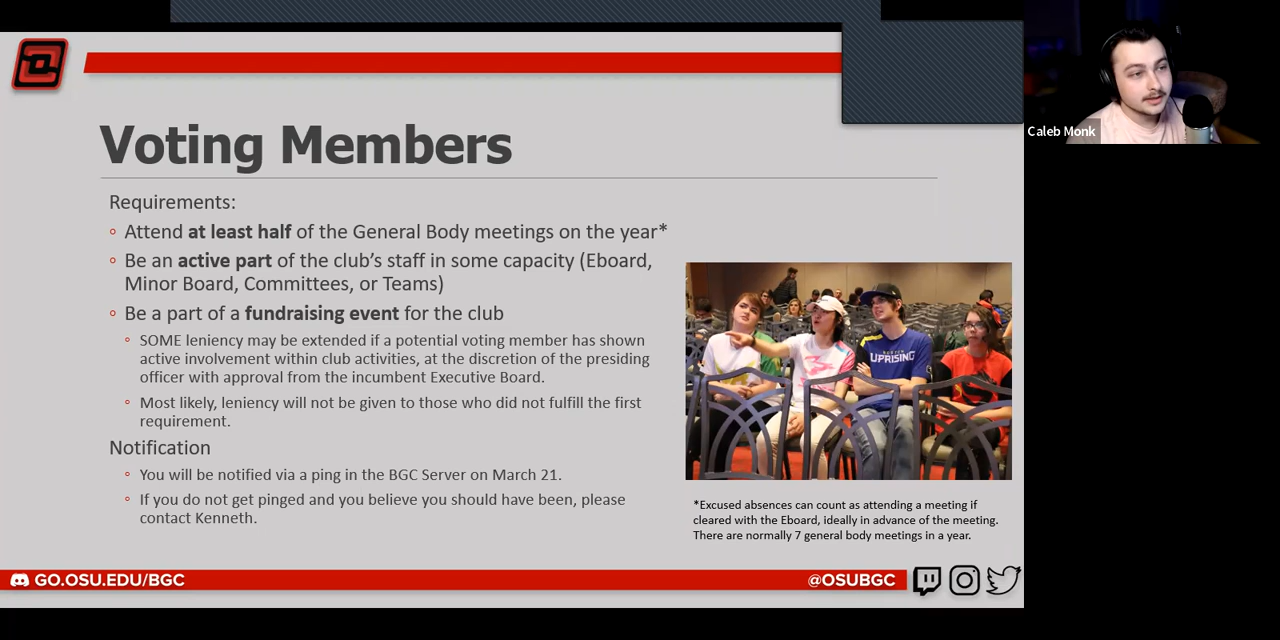 Caleb Monk
Voting Members
Requirements:
◦ Attend at least half of the General Body meetings on the year*
◦ Be an active part of the club's staff in some capacity (Eboard,
Minor Board, Committees, or Teams)
◦ Be a part of a fundraising event for the club
◦ SOME leniency may be extended if a potential voting member has shown
active involvement within club activities, at the discretion of the presiding
officer with approval from the incumbent Executive Board.
◦ Most likely, leniency will not be given to those who did not fulfill the first
requirement.
Notification
◦ You will be notified via a ping in the BGC Server on March 21.
◦ If you do not get pinged and you believe you should have been, please
contact Kenneth.
UPRISING
*Excused absences can count as attending a meeting if
cleared with the Eboard, ideally in advance of the meeting.
There are normally 7 general body meetings in a year.
GO.OSU.EDU/BGC
@OSUBGC